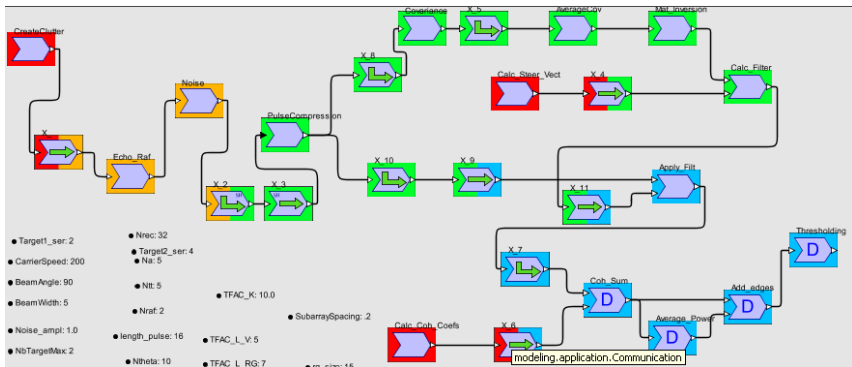 Covariance
X_5
AverageCov
Mat_Inversion
CreateClutter
X_8
Calc_Filter
Noise
Calc_Steer_Vect
X_4
PulseCompression
X
Echo_Raf
X_10
X_9
Apply_Filt
X_2
X_3
X_11
Target1_ser: 2
Nrec: 32
Thresholding
D
CarrierSpeed: 200
Target2_ser: 4
Na: 5
X_7
Coh_Sum
D
Add_edges
D
BeamAngle: 90
Ntt: 5
TFAC_K: 10.0
BeamWidth: 5
Nraf: 2
SubarraySpacing: .2
Average_Power
D
Noise_ampl: 1.0
length_pulse: 16
TFAC_L_V: 5
Calc_Coh_Coefs
X_6
modeling.application.Communication
NbTargetMax: 2
Ntheta: 10
TFAC_L_RG: 7
rg_size: 15